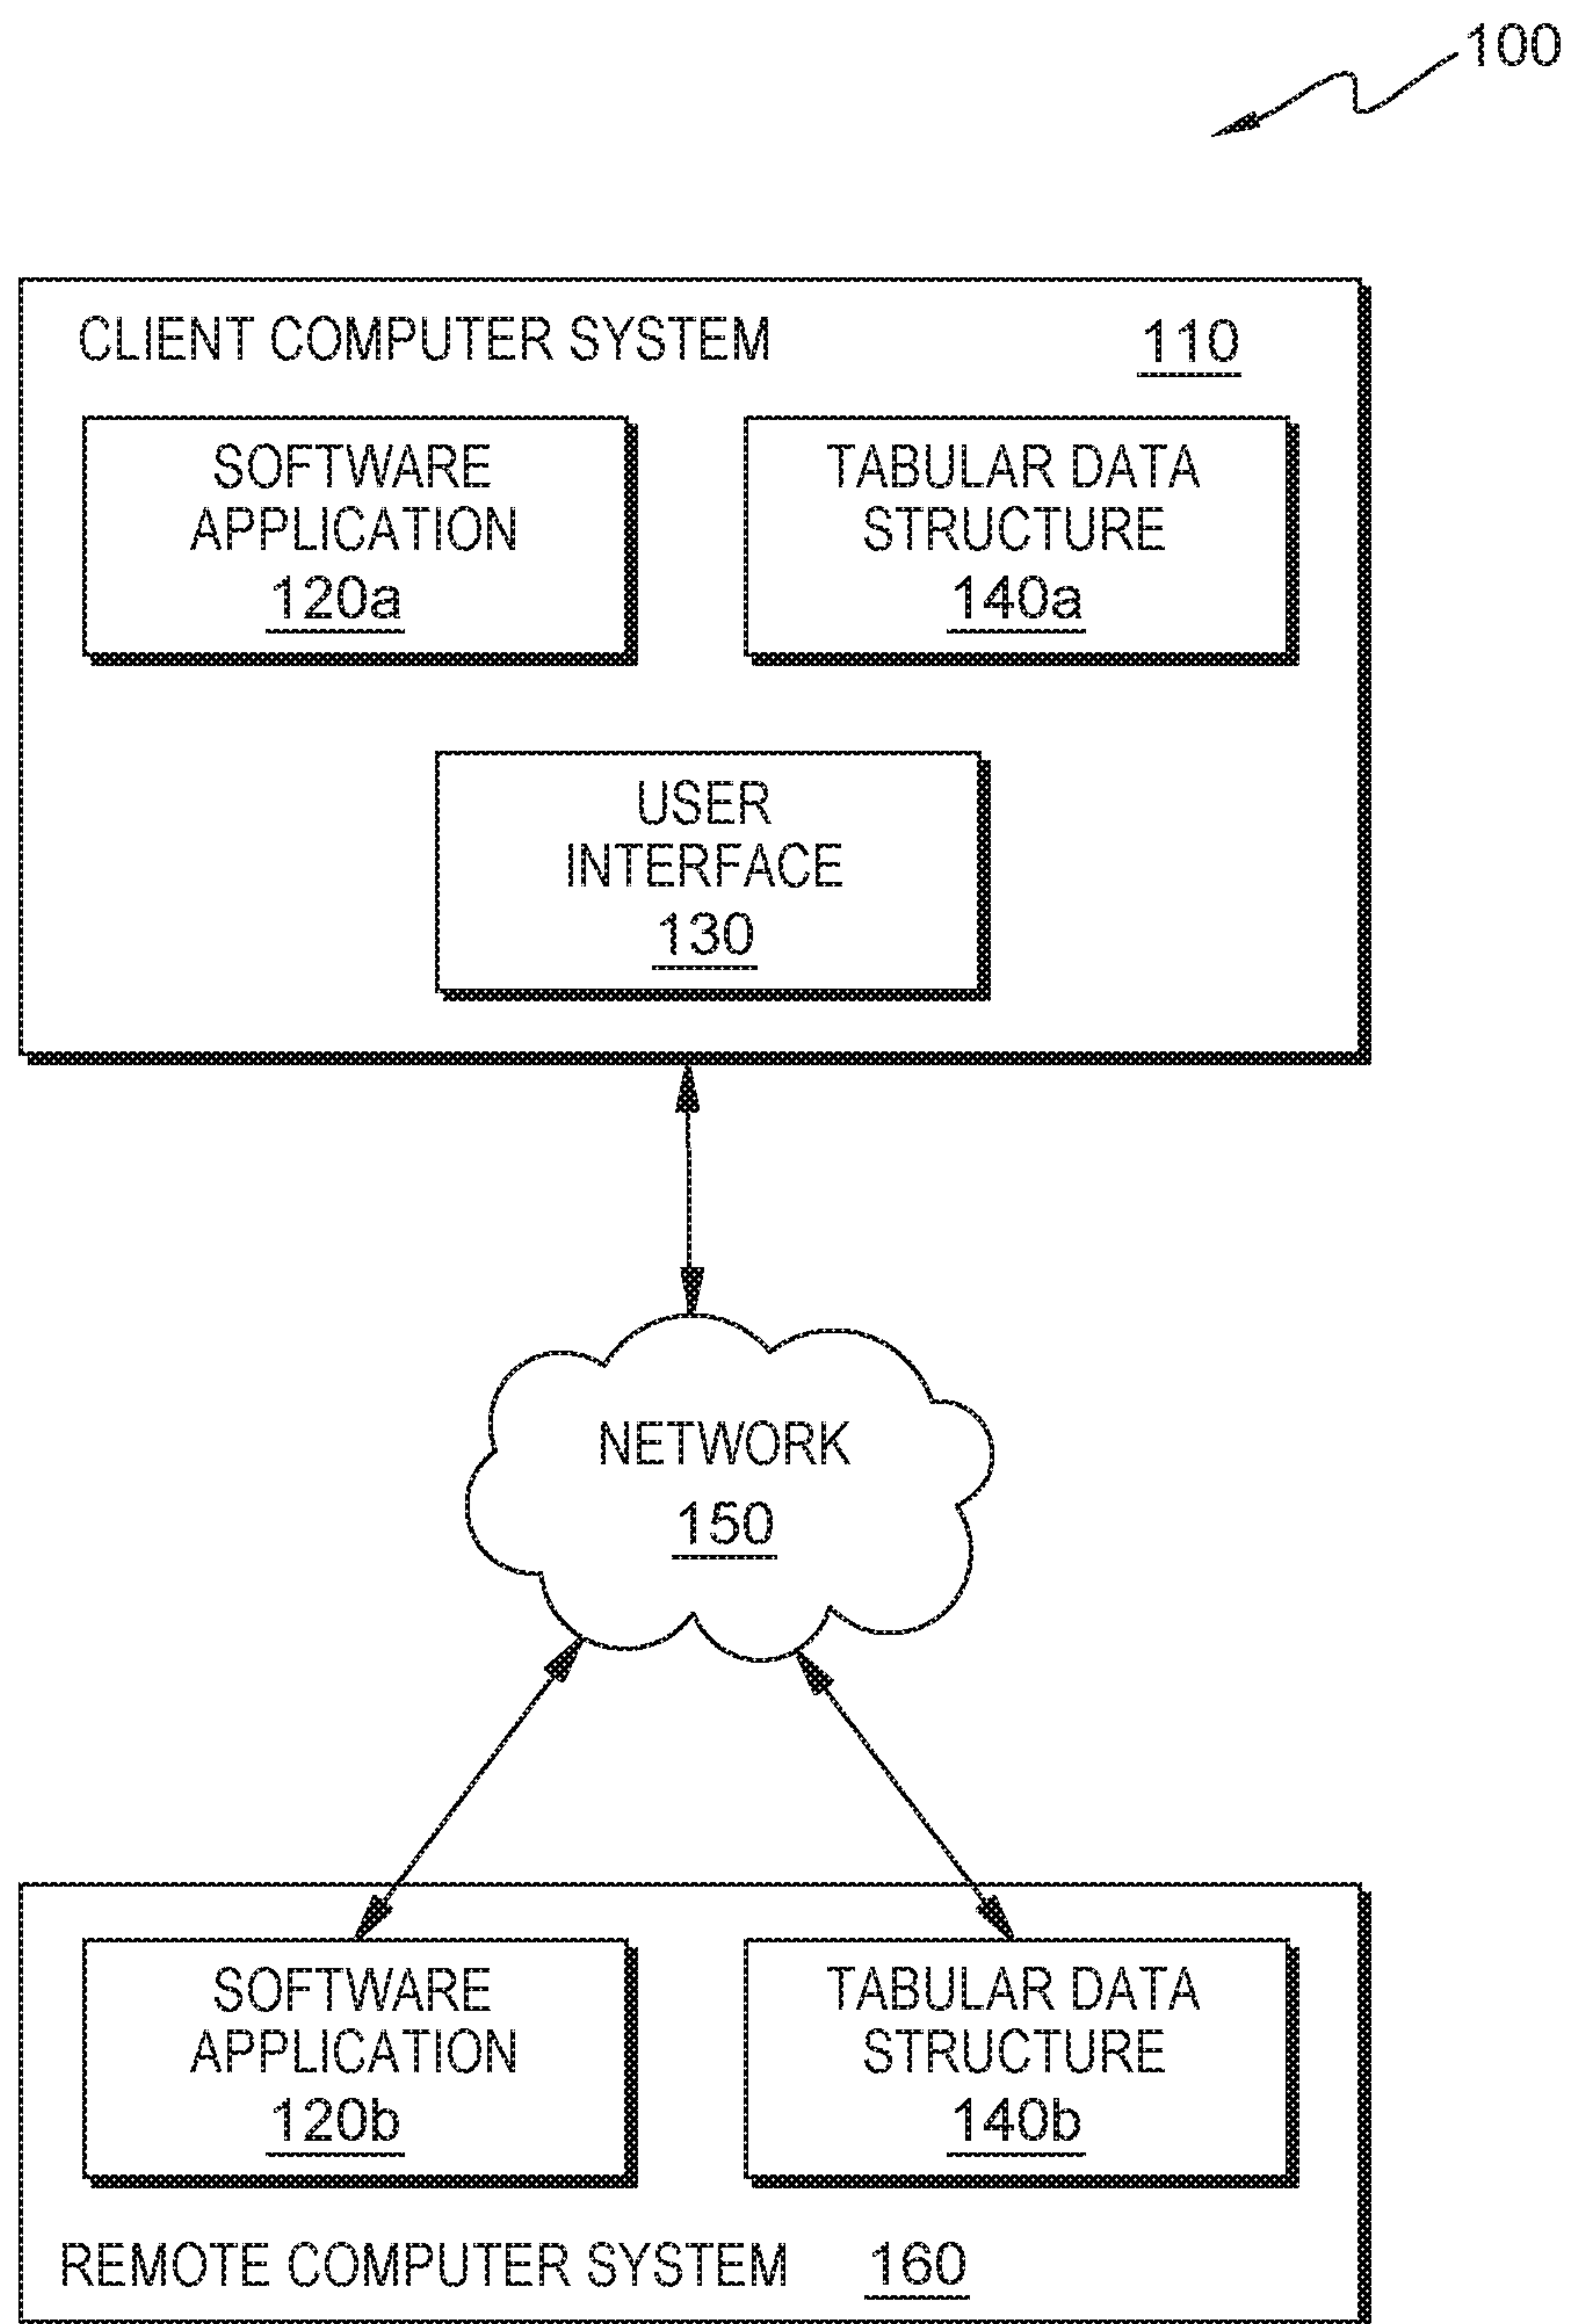 100
CLIENT COMPUTER SYSTEM 110
SOFTWARE
APPLICATION
120a
TABULAR DATA
STRUCTURE
140a
USER
INTERFACE
130
NETWORK
150
SOFTWARE
APPLICATION
120b
TABULAR DATA
STRUCTURE
140b
REMOTE COMPUTER SYSTEM 160